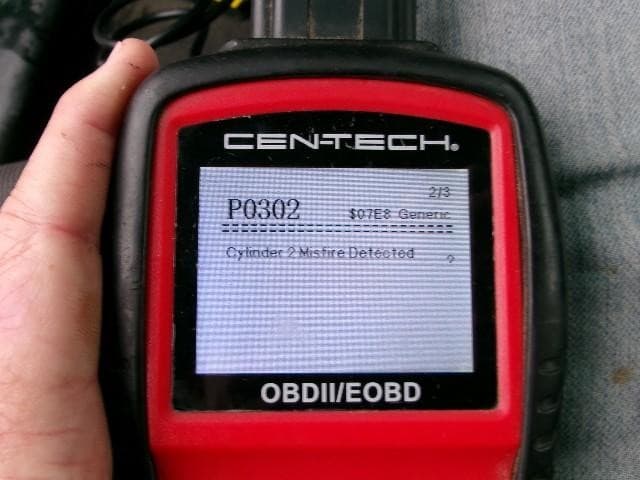 CEN-TECH®
2/3
P0302 $07E8 Generic
Cylinder 2 Misfire Detected ?
OBDII/EOBD